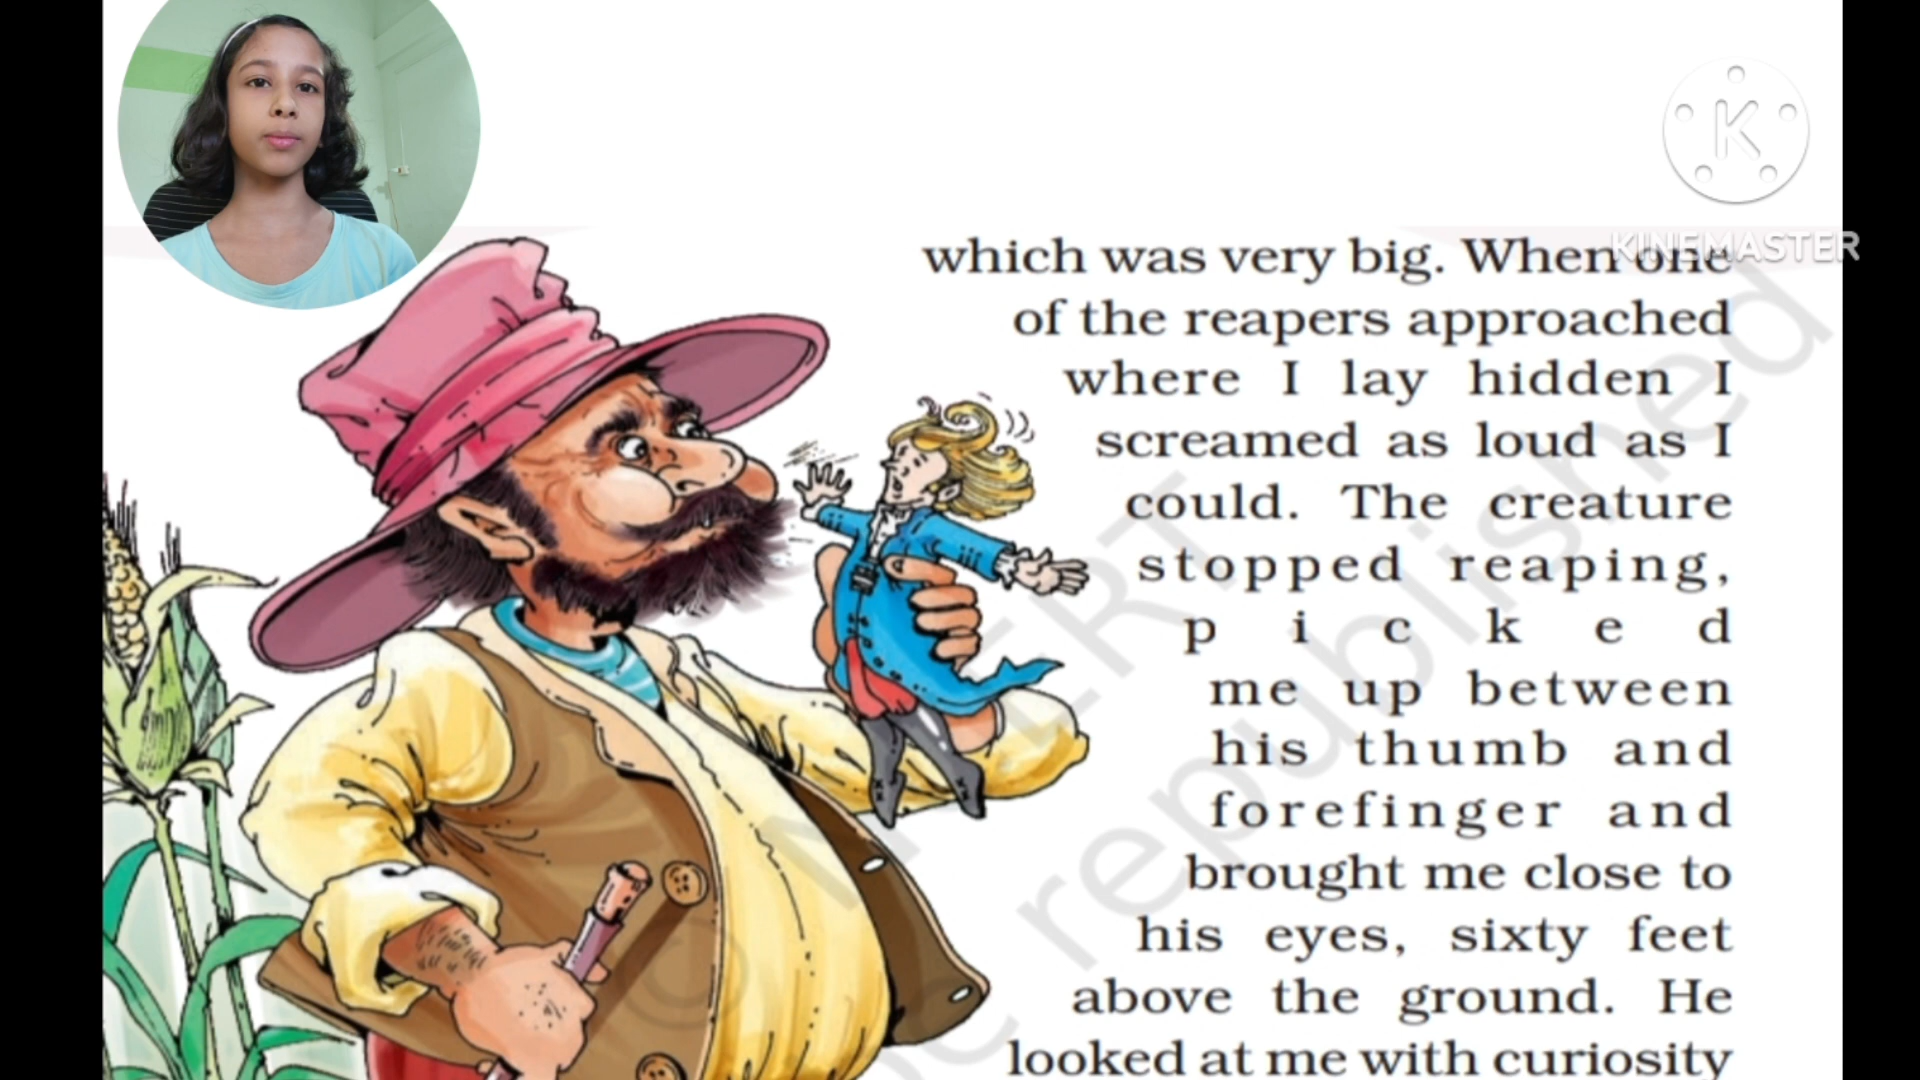 K
KINEMASTER
which was very big. When one
of the reapers approached
where I lay hidden I
screamed as loud as I
could. The creature
stopped reaping,
p i c k e d
me up between
his thumb and
forefinger and
brought me close to
his eyes, sixty feet
above the ground. He
looked at me with curiosity
republished